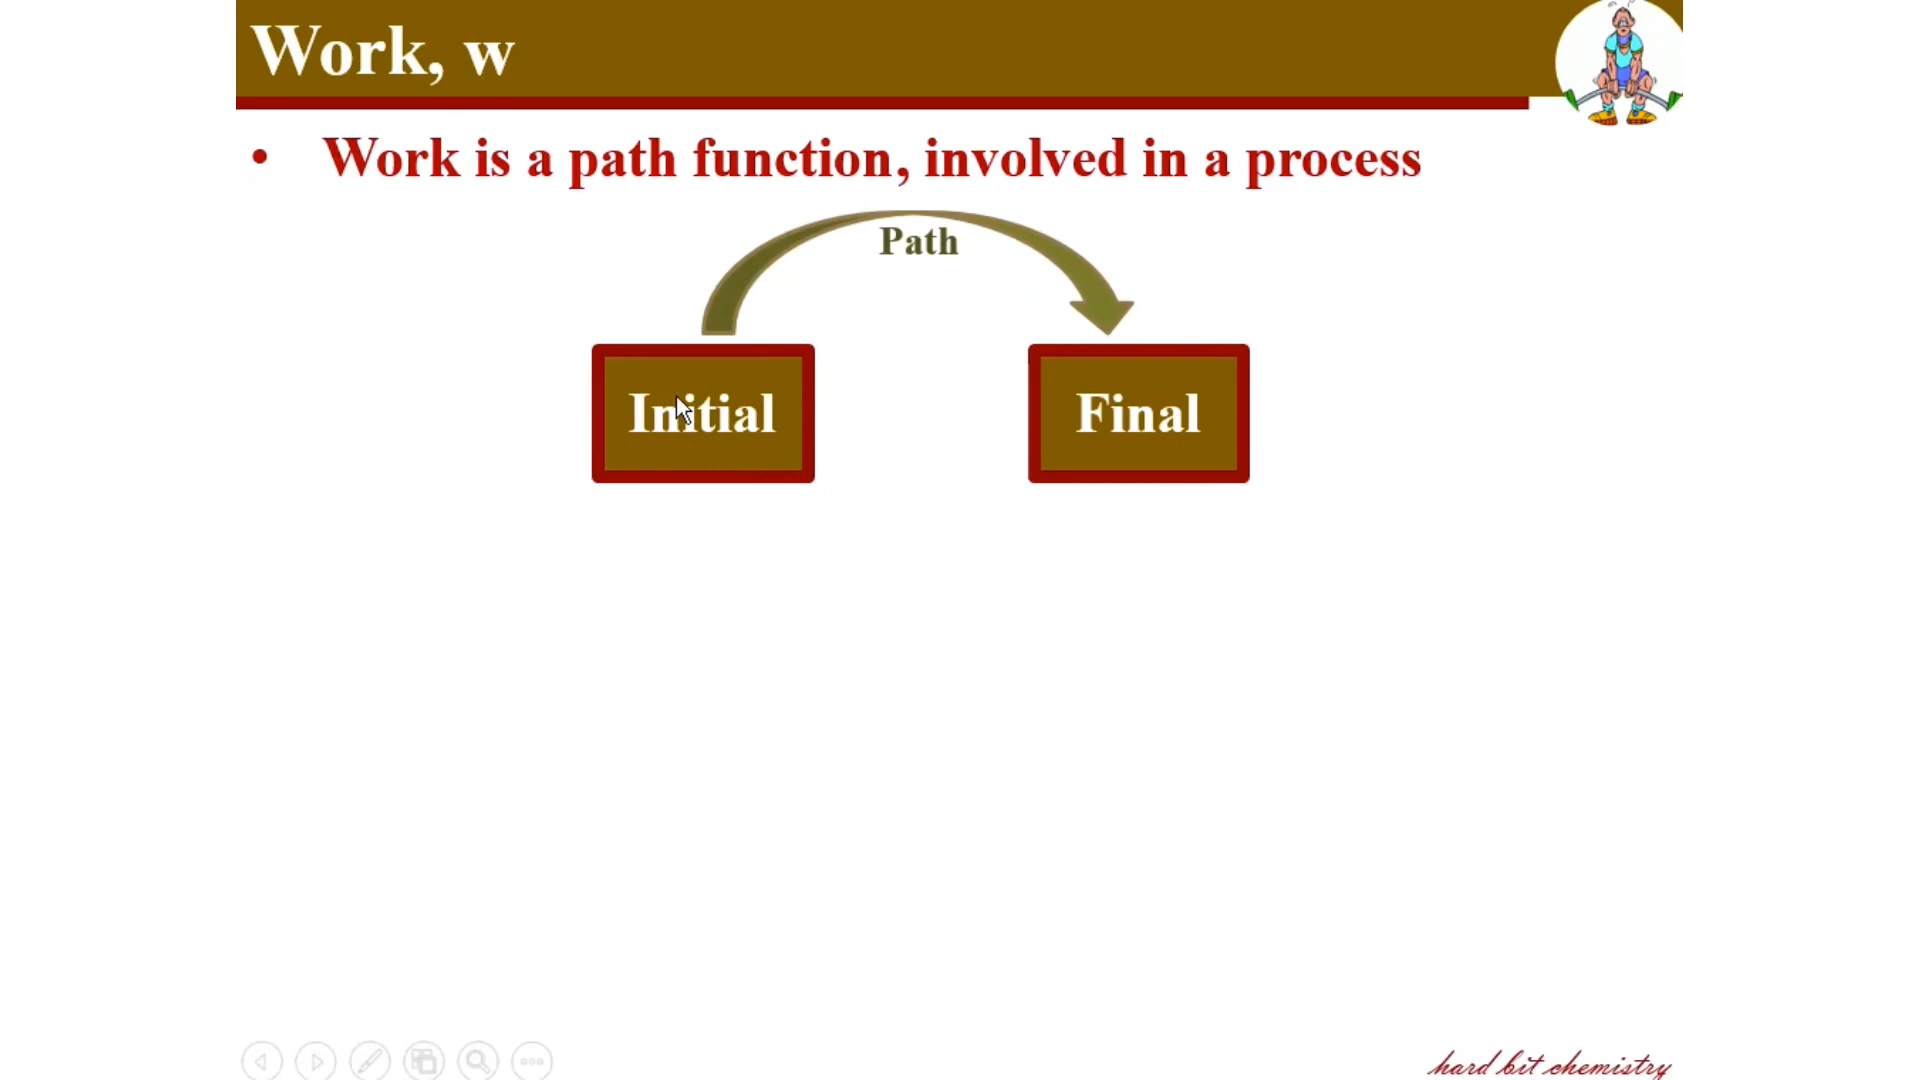 Work, w
• Work is a path function, involved in a process
Path
Initial
Final
hard bit chemistry